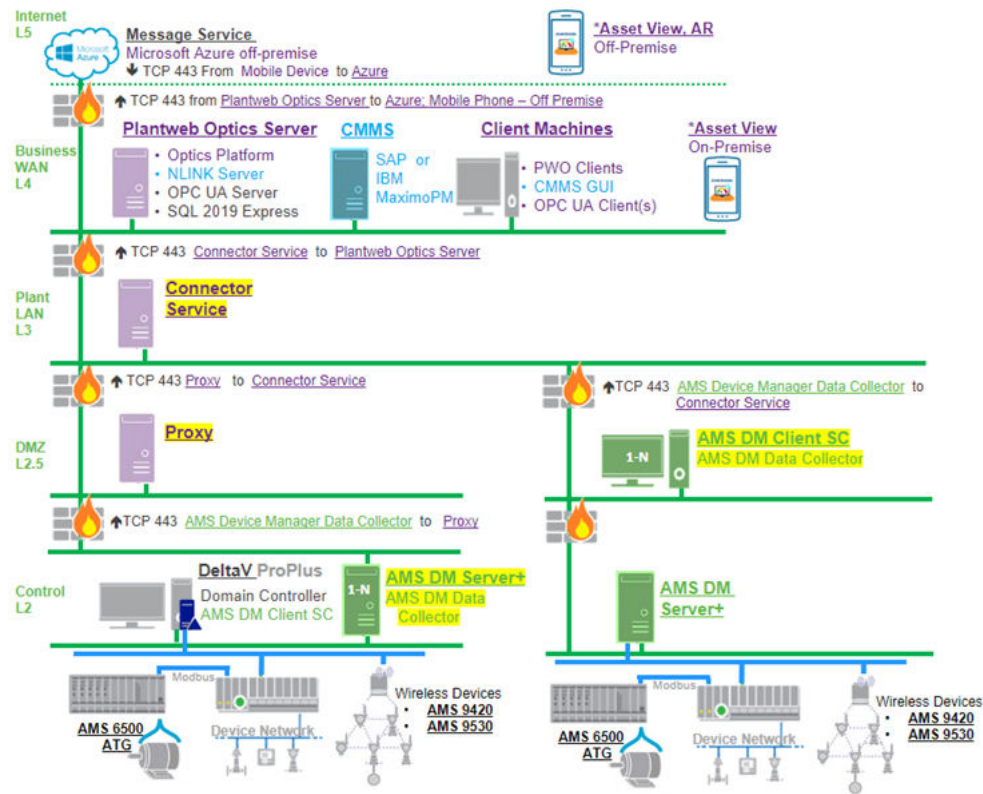 Internet
L5
Microsoft
Azure
Message Service
Microsoft Azure off-premise
🡫 TCP 443 From Mobile Device to Azure
*Asset View, AR
Off-Premise
🡩 TCP 443 from Plantweb Optics Server to Azure; Mobile Phone – Off Premise
Business
WAN
L4
Plantweb Optics Server
• Optics Platform
• NLINK Server
• OPC UA Server
• SQL 2019 Express
CMMS
SAP or
IBM
MaximoPM
Client Machines
• PWO Clients
• CMMS GUI
• OPC UA Client(s)
*Asset View
On-Premise
🡩 TCP 443 Connector Service to Plantweb Optics Server
Plant
LAN
L3
Connector
Service
🡩 TCP 443 Proxy to Connector Service
🡩TCP 443 AMS Device Manager Data Collector to
Connector Service
DMZ
L2.5
Proxy
1-N
AMS DM Client SC
AMS DM Data Collector
🡩TCP 443 AMS Device Manager Data Collector to Proxy
Control
L2
DeltaV ProPlus
Domain Controller
AMS DM Client SC
1-N
AMS DM Server+
AMS DM Data
Collector
AMS DM
Server+
Modbus
AMS 6500
ATG
Device Network
Wireless Devices
• AMS 9420
• AMS 9530
Modbus
AMS 6500
ATG
Device Network
Wireless Devices
• AMS 9420
• AMS 9530